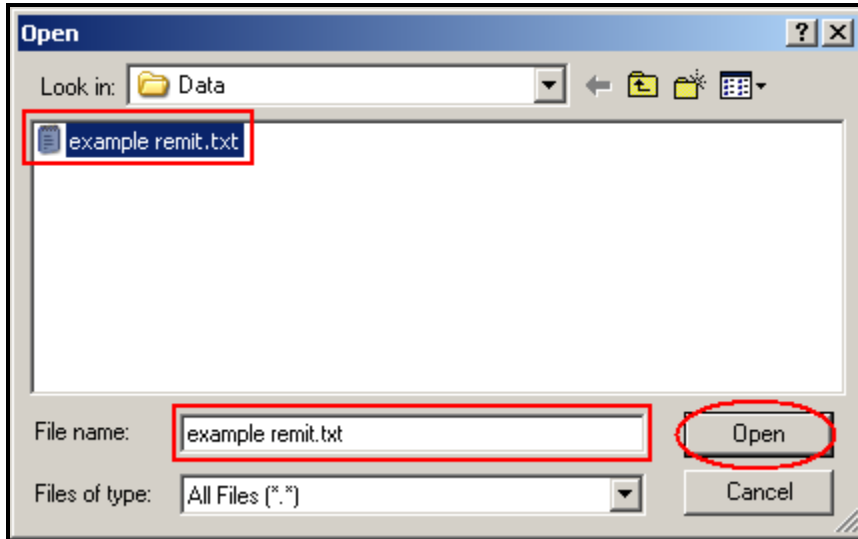 Open
Look in: Data
example remit.txt
File name: example remit.txt Open
Files of type: All Files (*.*) Cancel